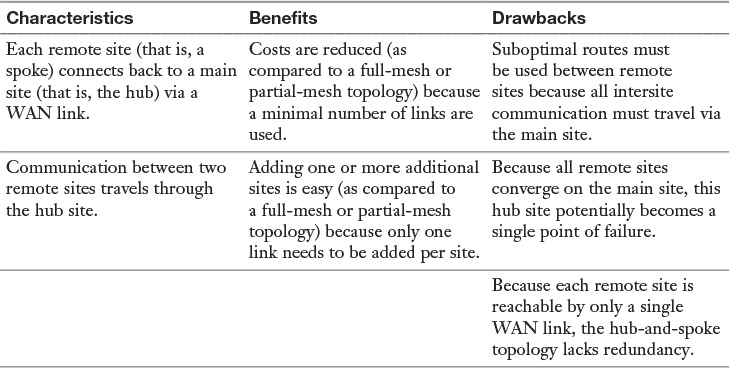 Characteristics
Benefits
Drawbacks
Each remote site (that is, a
spoke) connects back to a main
site (that is, the hub) via a
WAN link.
Costs are reduced (as
compared to a full-mesh or
partial-mesh topology) because
a minimal number of links are
used.
Suboptimal routes must
be used between remote
sites because all intersite
communication must travel via
the main site.
Communication between two
remote sites travels through
the hub site.
Adding one or more additional
sites is easy (as compared to
a full-mesh or partial-mesh
topology) because only one
link needs to be added per site.
Because all remote sites
converge on the main site, this
hub site potentially becomes a
single point of failure.
Because each remote site is
reachable by only a single
WAN link, the hub-and-spoke
topology lacks redundancy.